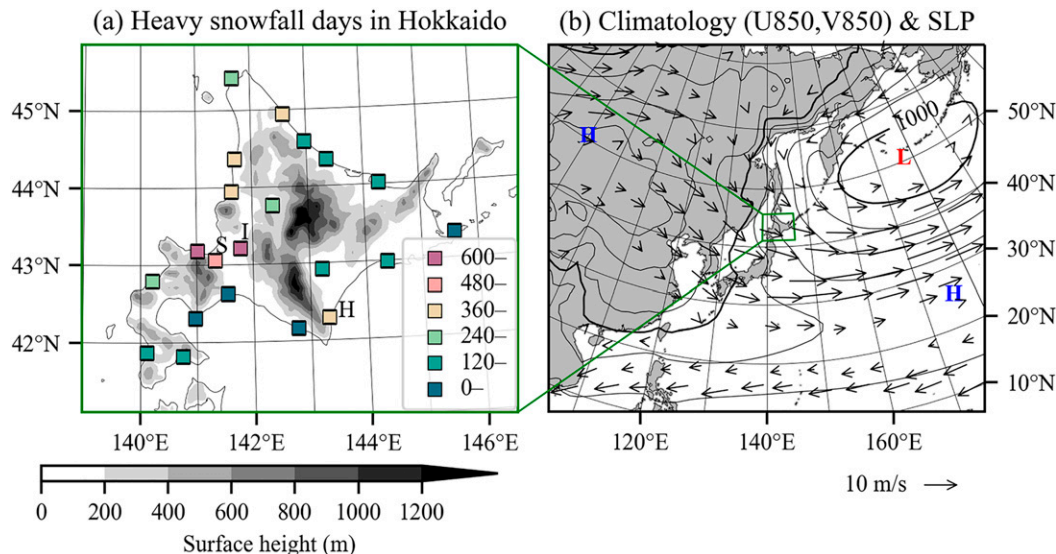 (a) Heavy snowfall days in Hokkaido
(b) Climatology (U850,V850) & SLP
45°N
44°N
43°N
42°N
S
I
H
600–
480–
360–
240–
120–
0–
140°E
142°E
144°E
146°E
0
200
400
600
800
1000
1200
Surface height (m)
H
1000
L
H
50°N
40°N
30°N
20°N
10°N
120°E
140°E
160°E
10 m/s